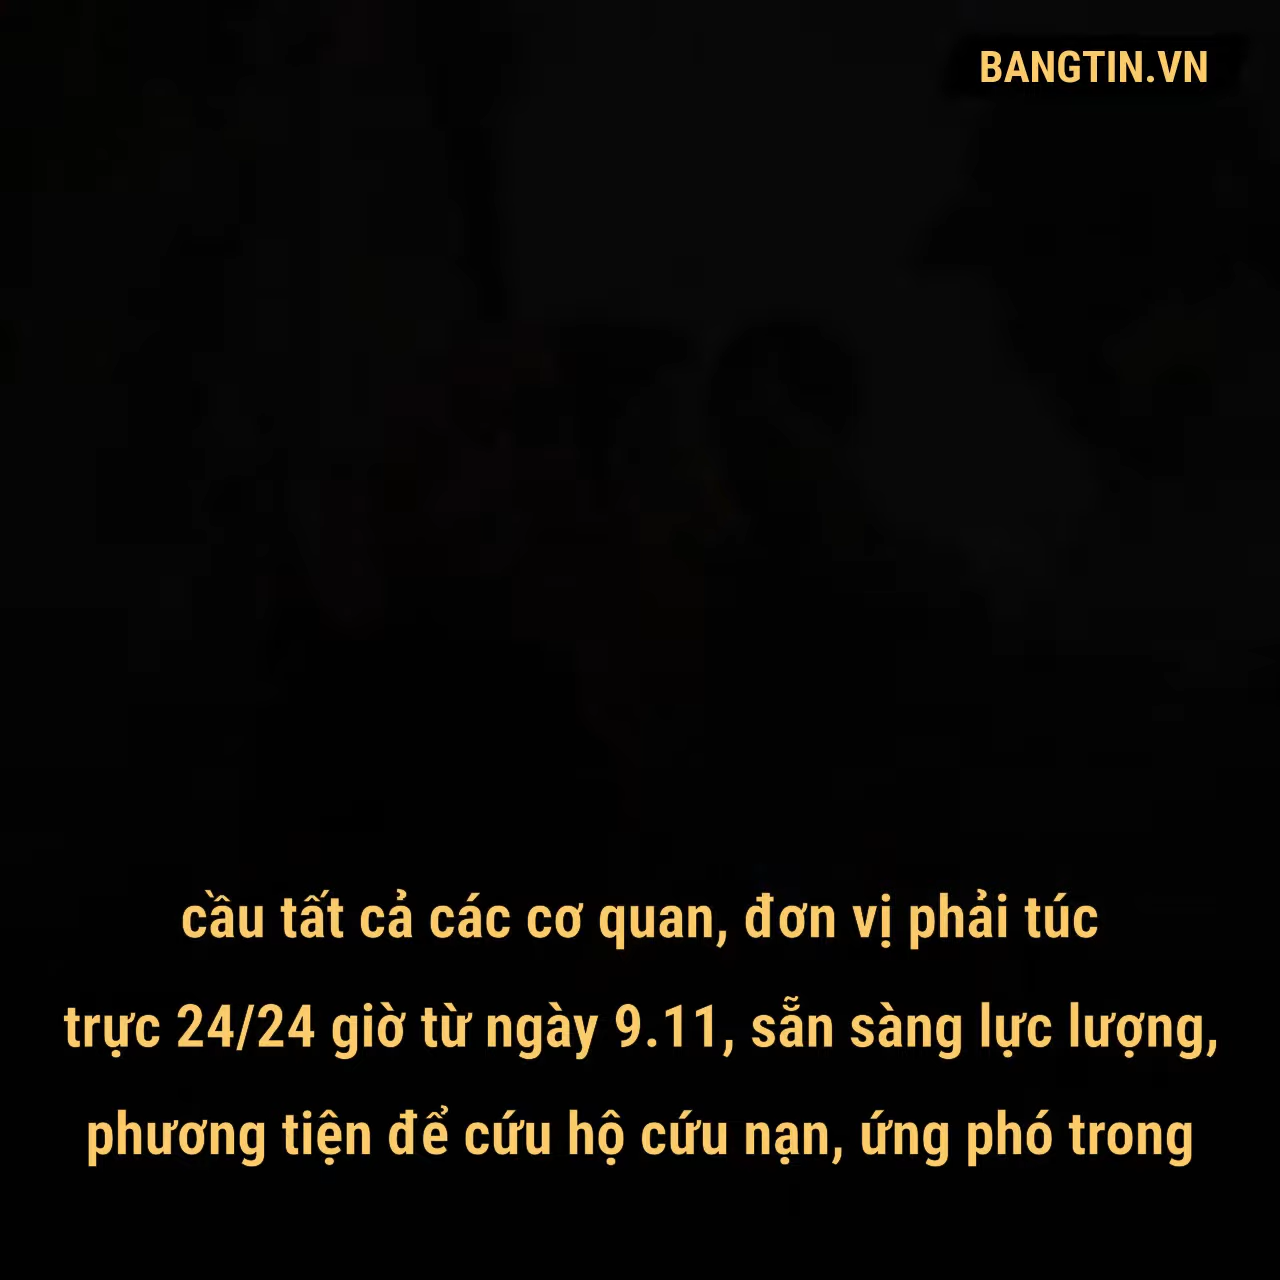 BANGTIN.VN
cầu tất cả các cơ quan, đơn vị phải túc
trực 24/24 giờ từ ngày 9.11, sẵn sàng lực lượng,
phương tiện để cứu hộ cứu nạn, ứng phó trong